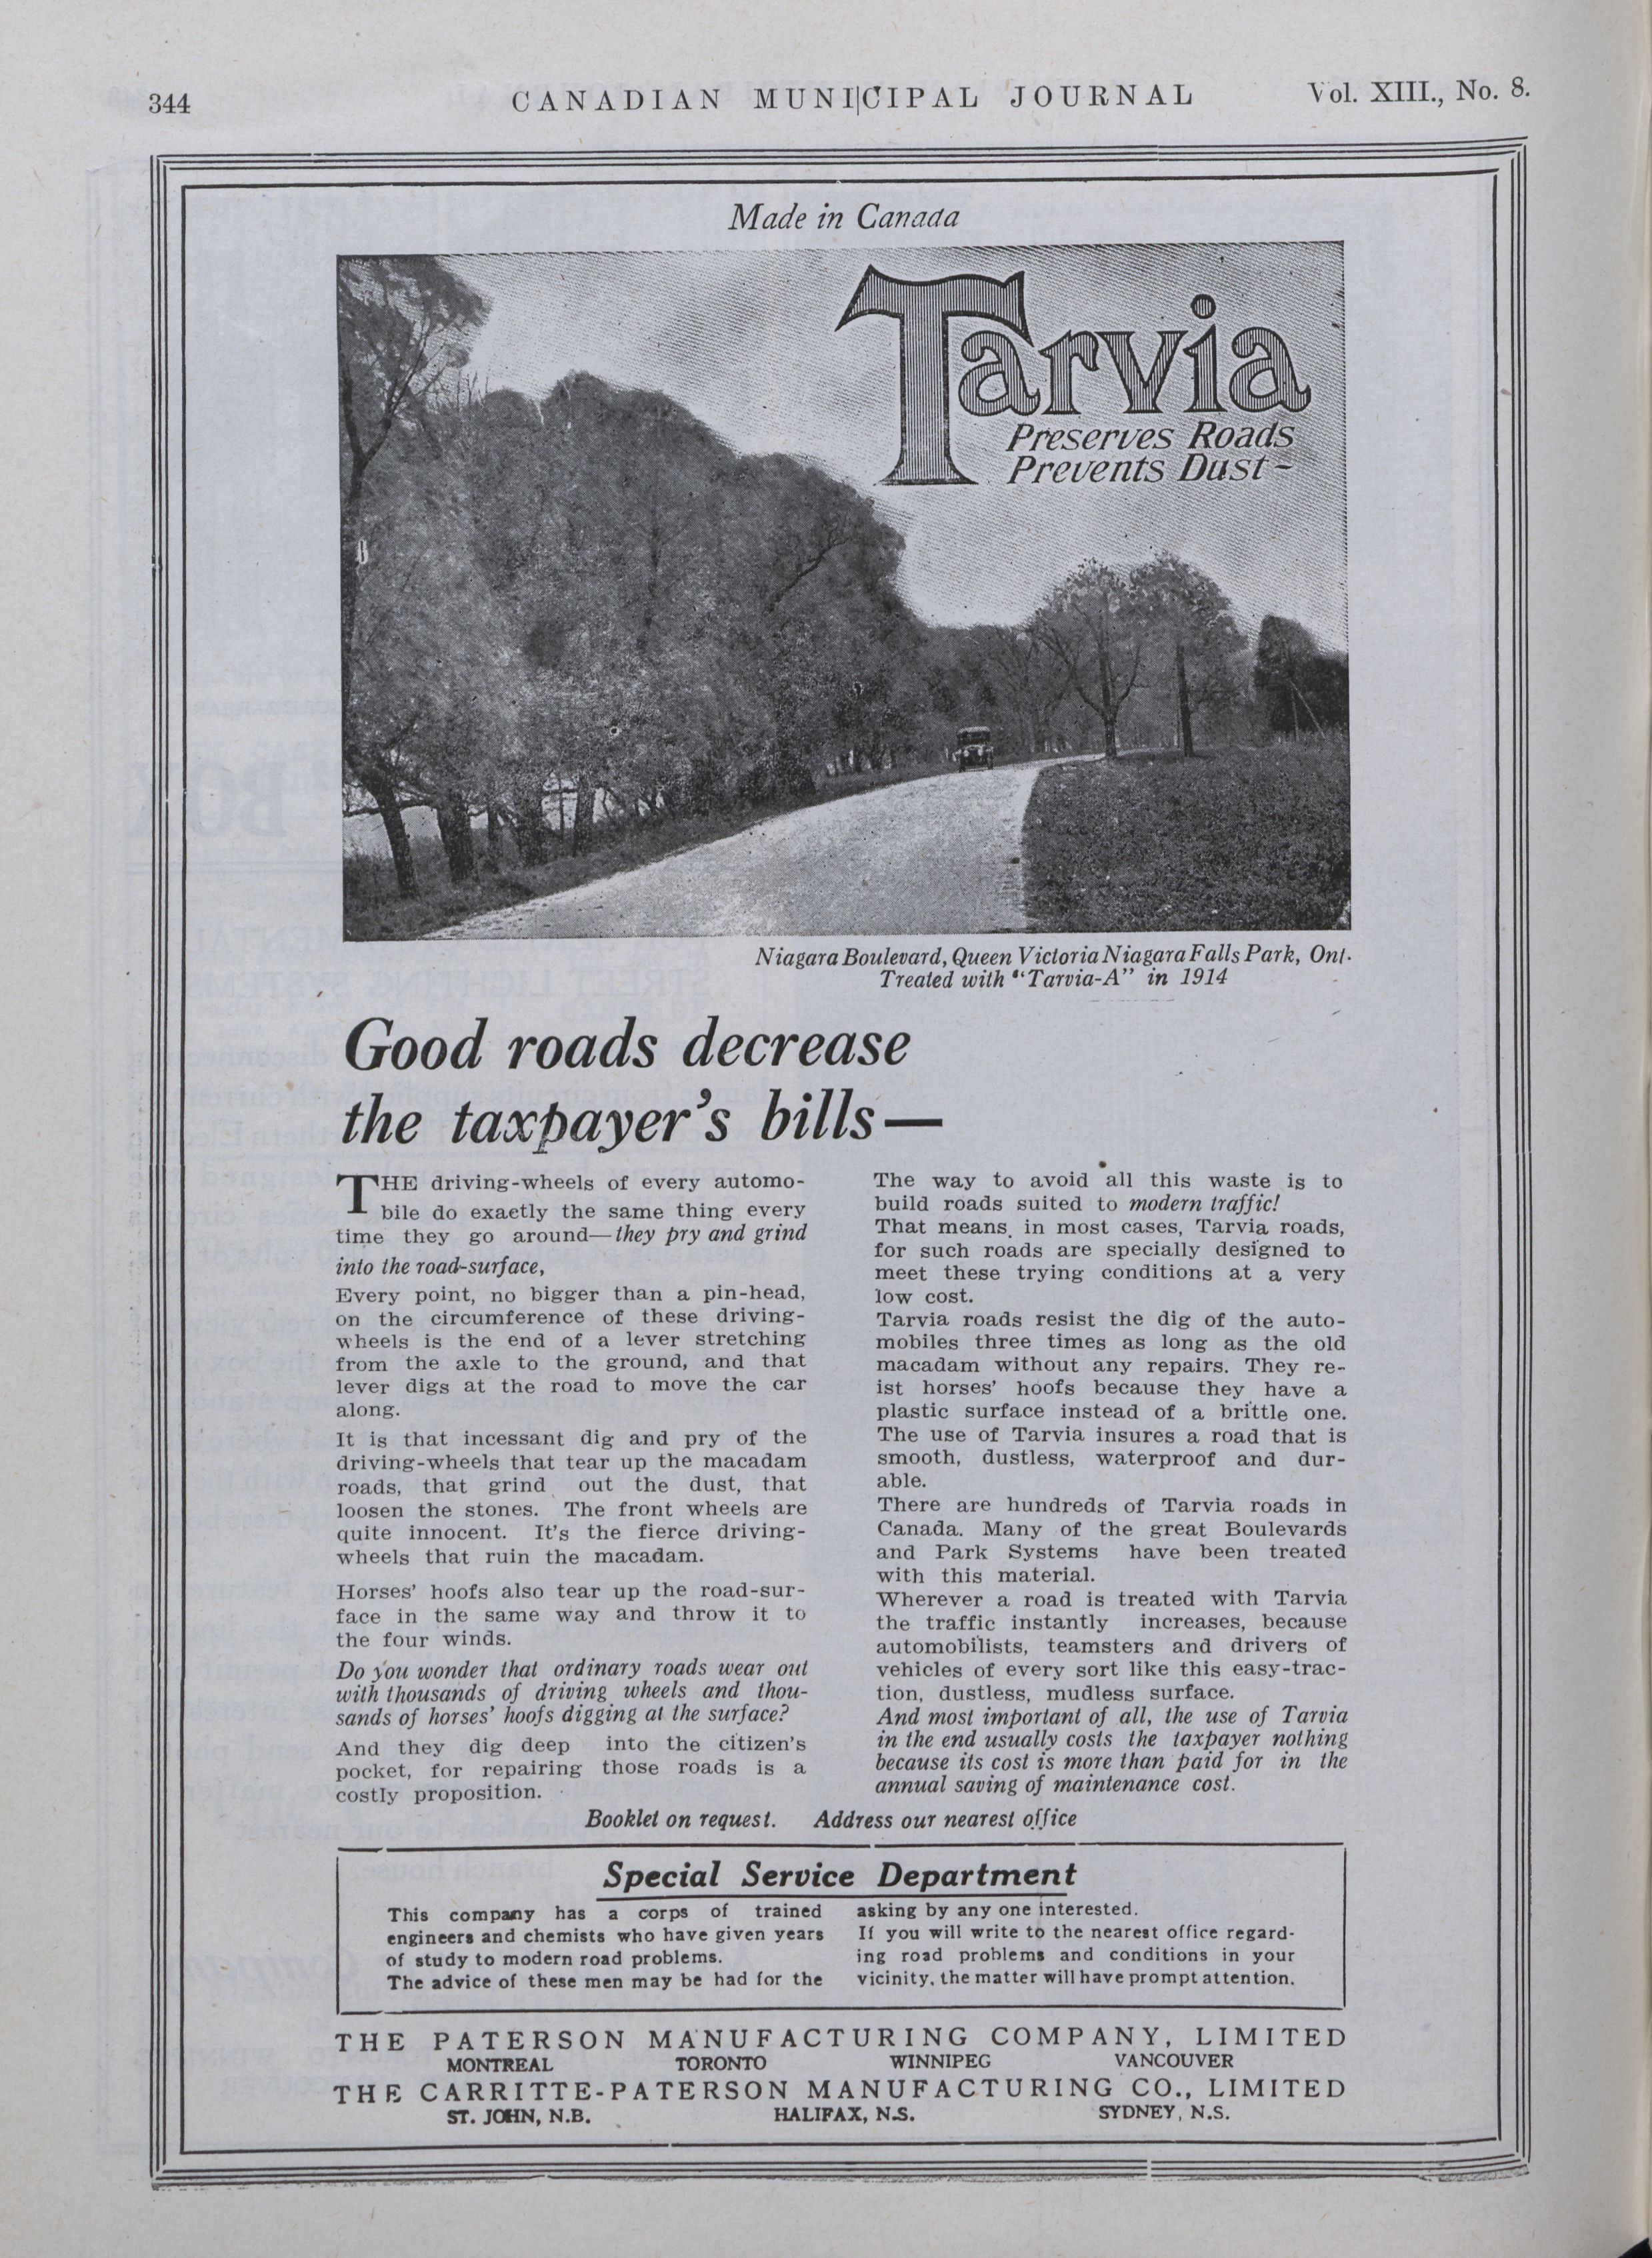 344
CANADIAN MUNICIPAL JOURNAL
Vol. XIII., No. 8.
Made in Canada
Tarvia
Preserves Roads
Prevents Dust~
Niagara Boulevard, Queen Victoria Niagara Falls Park, Ont.
Treated with "Tarvia-A" in 1914
Good roads decrease
the taxpayer's bills—
THE driving-wheels of every automo-
bile do exactly the same thing every
time they go around—they pry and grind
into the road-surface,
Every point, no bigger than a pin-head,
on the circumference of these driving-
wheels is the end of a lever stretching
from the axle to the ground, and that
lever digs at the road to move the car
along.
It is that incessant dig and pry of the
driving-wheels that tear up the macadam
roads, that grind out the dust, that
loosen the stones. The front wheels are
quite innocent. It's the fierce driving-
wheels that ruin the macadam.
Horses' hoofs also tear up the road-sur-
face in the same way and throw it to
the four winds.
Do you wonder that ordinary roads wear out
with thousands of driving wheels and thou-
sands of horses' hoofs digging at the surface?
And they dig deep into the citizen's
pocket, for repairing those roads is a
costly proposition.
The way to avoid all this waste is to
build roads suited to modern traffic!
That means, in most cases, Tarvia roads,
for such roads are specially designed to
meet these trying conditions at a very
low cost.
Tarvia roads resist the dig of the auto-
mobiles three times as long as the old
macadam without any repairs. They re-
ist horses' hoofs because they have a
plastic surface instead of a brittle one.
The use of Tarvia insures a road that is
smooth, dustless, waterproof and dur-
able.
There are hundreds of Tarvia roads in
Canada. Many of the great Boulevards
and Park Systems have been treated
with this material.
Wherever a road is treated with Tarvia
the traffic instantly increases, because
automobilists, teamsters and drivers of
vehicles of every sort like this easy-trac-
tion, dustless, mudless surface.
And most important of all, the use of Tarvia
in the end usually costs the taxpayer nothing
because its cost is more than paid for in the
annual saving of maintenance cost.
Booklet on request. Address our nearest office
Special Service Department
This company has a corps of trained
engineers and chemists who have given years
of study to modern road problems.
The advice of these men may be had for the
asking by any one interested.
If you will write to the nearest office regard-
ing road problems and conditions in your
vicinity, the matter will have prompt attention.
THE PATERSON MANUFACTURING COMPANY, LIMITED
MONTREAL TORONTO WINNIPEG VANCOUVER
THE CARRITTE-PATERSON MANUFACTURING CO., LIMITED
ST. JOHN, N.B. HALIFAX, N.S. SYDNEY, N.S.